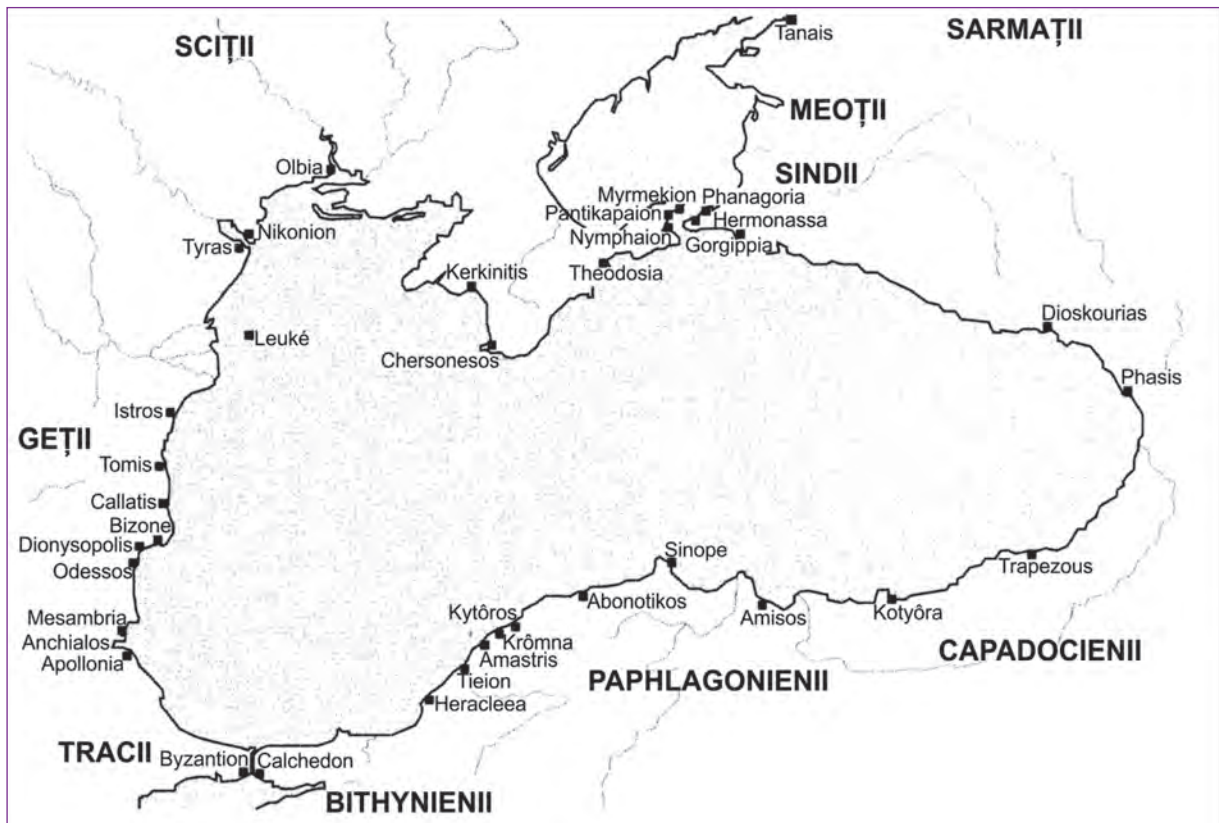 SCIȚII
Tanais
SARMAȚII
MEOȚII
SINDII
Olbia
Myrmekion
Phanagoria
Pantikapaion
Hermonassa
Nikonion
Nymphaion
Gorgippia
Tyras
Theodosia
Kerkinitis
Dioskourias
Leuké
Chersonesos
Phasis
Istros
GEȚII
Tomis
Callatis
Bizone
Dionysopolis
Odessos
Sinope
Trapezous
Abonotikos
Mesambria
Kytôros
Amisos
Kotyôra
Anchialos
Krômna
Apollonia
Amastris
CAPADOCIENII
Tieion
PAPHLAGONIENII
Heracleea
TRACII
Byzantion
Calchedon
BITHYNIENII